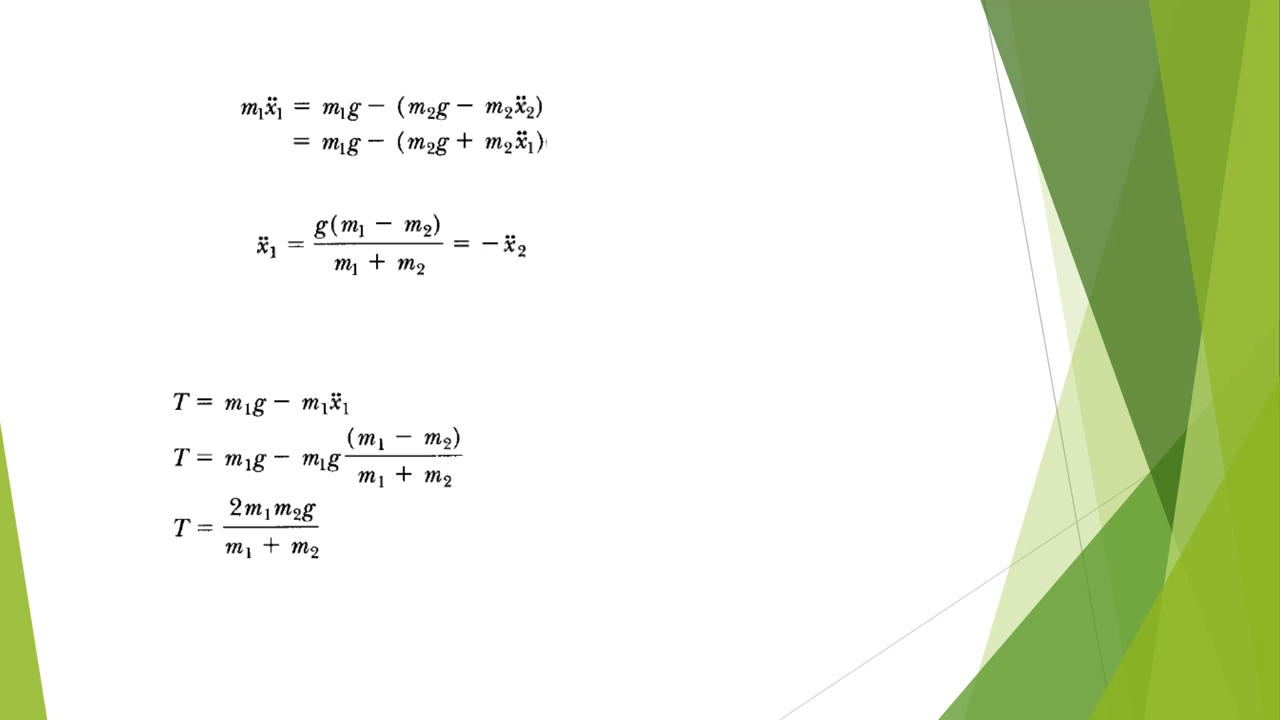 m₁ẍ₁ = m₁g − (m₂g − m₂ẍ₂)
= m₁g − (m₂g + m₂ẍ₁)
ẍ₁ = g(m₁ − m₂) / m₁ + m₂ = −ẍ₂
T = m₁g − m₁ẍ₁
T = m₁g − m₁g (m₁ − m₂) / m₁ + m₂
T = 2m₁m₂g / m₁ + m₂